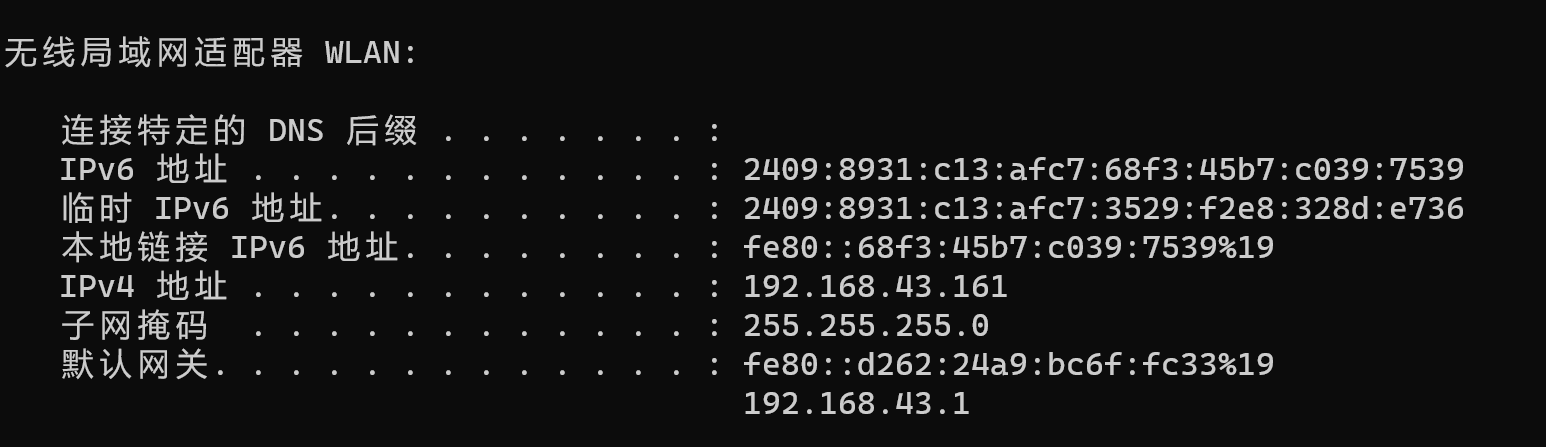 无线局域网适配器 WLAN:
连接特定的 DNS 后缀 . . . . . . . :
IPv6 地址 . . . . . . . . . . . . : 2409:8931:c13:afc7:68f3:45b7:c039:7539
临时 IPv6 地址. . . . . . . . . . : 2409:8931:c13:afc7:3529:f2e8:328d:e736
本地链接 IPv6 地址. . . . . . . . : fe80::68f3:45b7:c039:7539%19
IPv4 地址 . . . . . . . . . . . . : 192.168.43.161
子网掩码  . . . . . . . . . . . . : 255.255.255.0
默认网关. . . . . . . . . . . . . : fe80::d262:24a9:bc6f:fc33%19
192.168.43.1